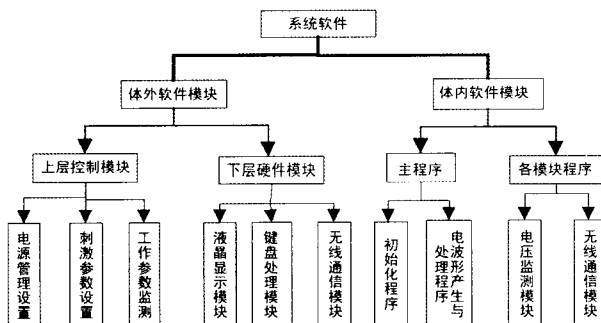 系统软件
体外软件模块
体内软件模块
上层控制模块
下层硬件模块
主程序
各模块程序
电源管理设置
刺激参数设置
工作参数监测
液晶显示模块
键盘处理模块
无线通信模块
初始化程序
电波形产生与
处理程序
电压监测模块
无线通信模块